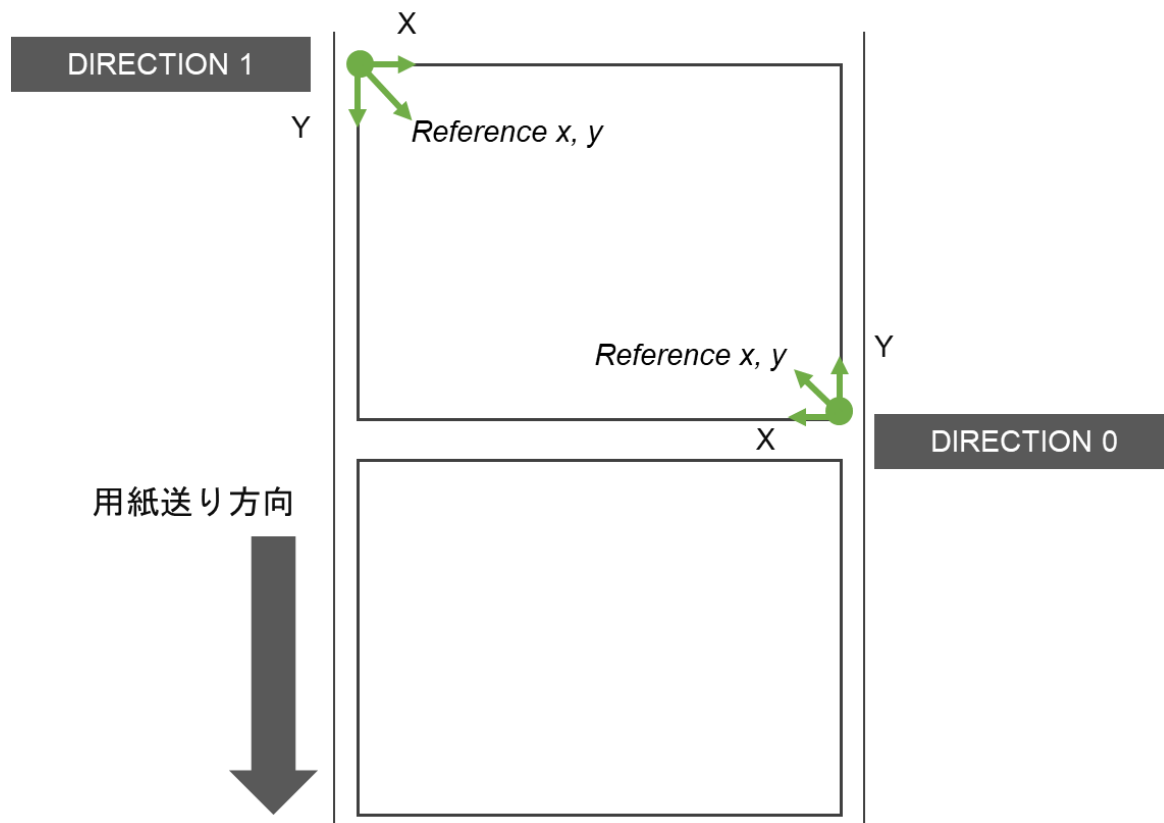 X
DIRECTION 1
Y
Reference x, y
Reference x, y
Y
X
DIRECTION 0
用紙送り方向